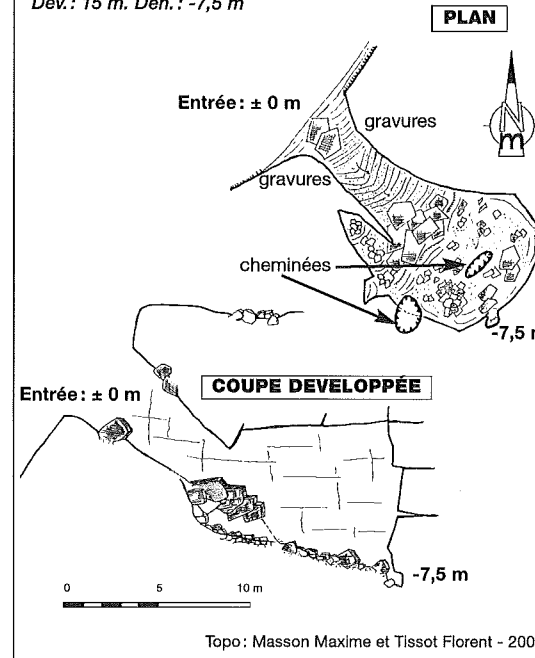 Dév.: 15 m. Dén.: -7,5 m
PLAN
Entrée: ± 0 m
gravures
N
m
gravures
cheminées
-7,5 m
COUPE DEVELOPPÉE
Entrée: ± 0 m
-7,5 m
0 5 10 m
Topo: Masson Maxime et Tissot Florent - 200